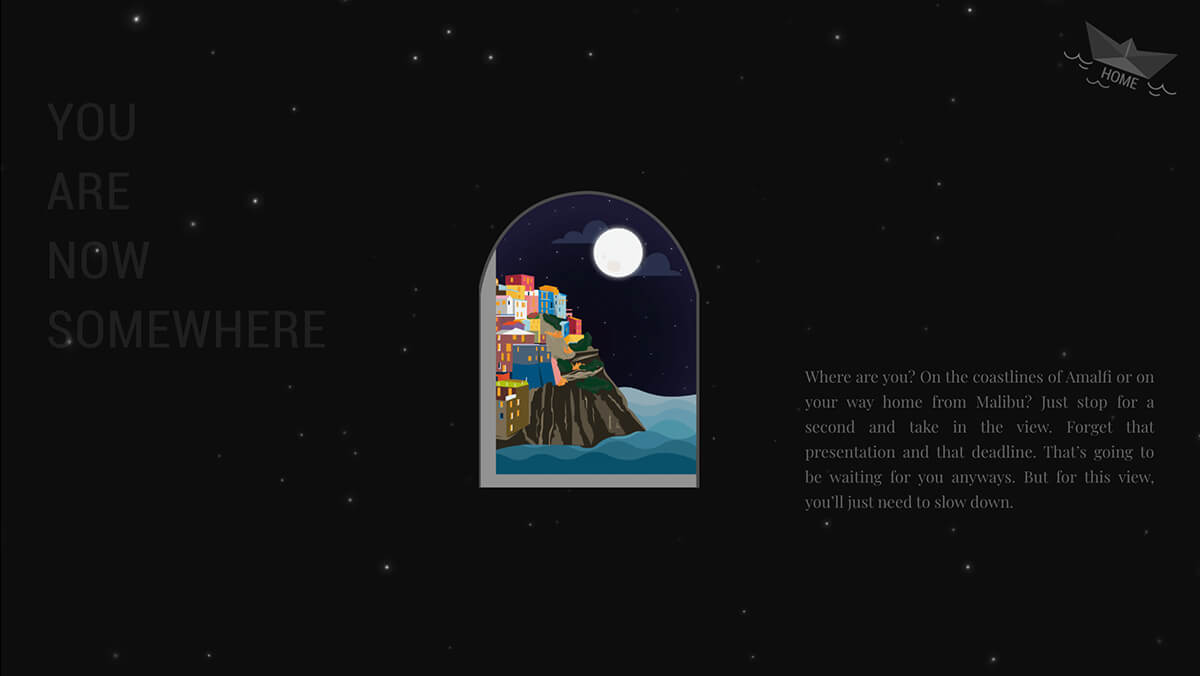 YOU
ARE
NOW
SOMEWHERE
HOME
Where are you? On the coastlines of Amalfi or on
your way home from Malibu? Just stop for a
second and take in the view. Forget that
presentation and that deadline. That’s going to
be waiting for you anyways. But for this view,
you’ll just need to slow down.